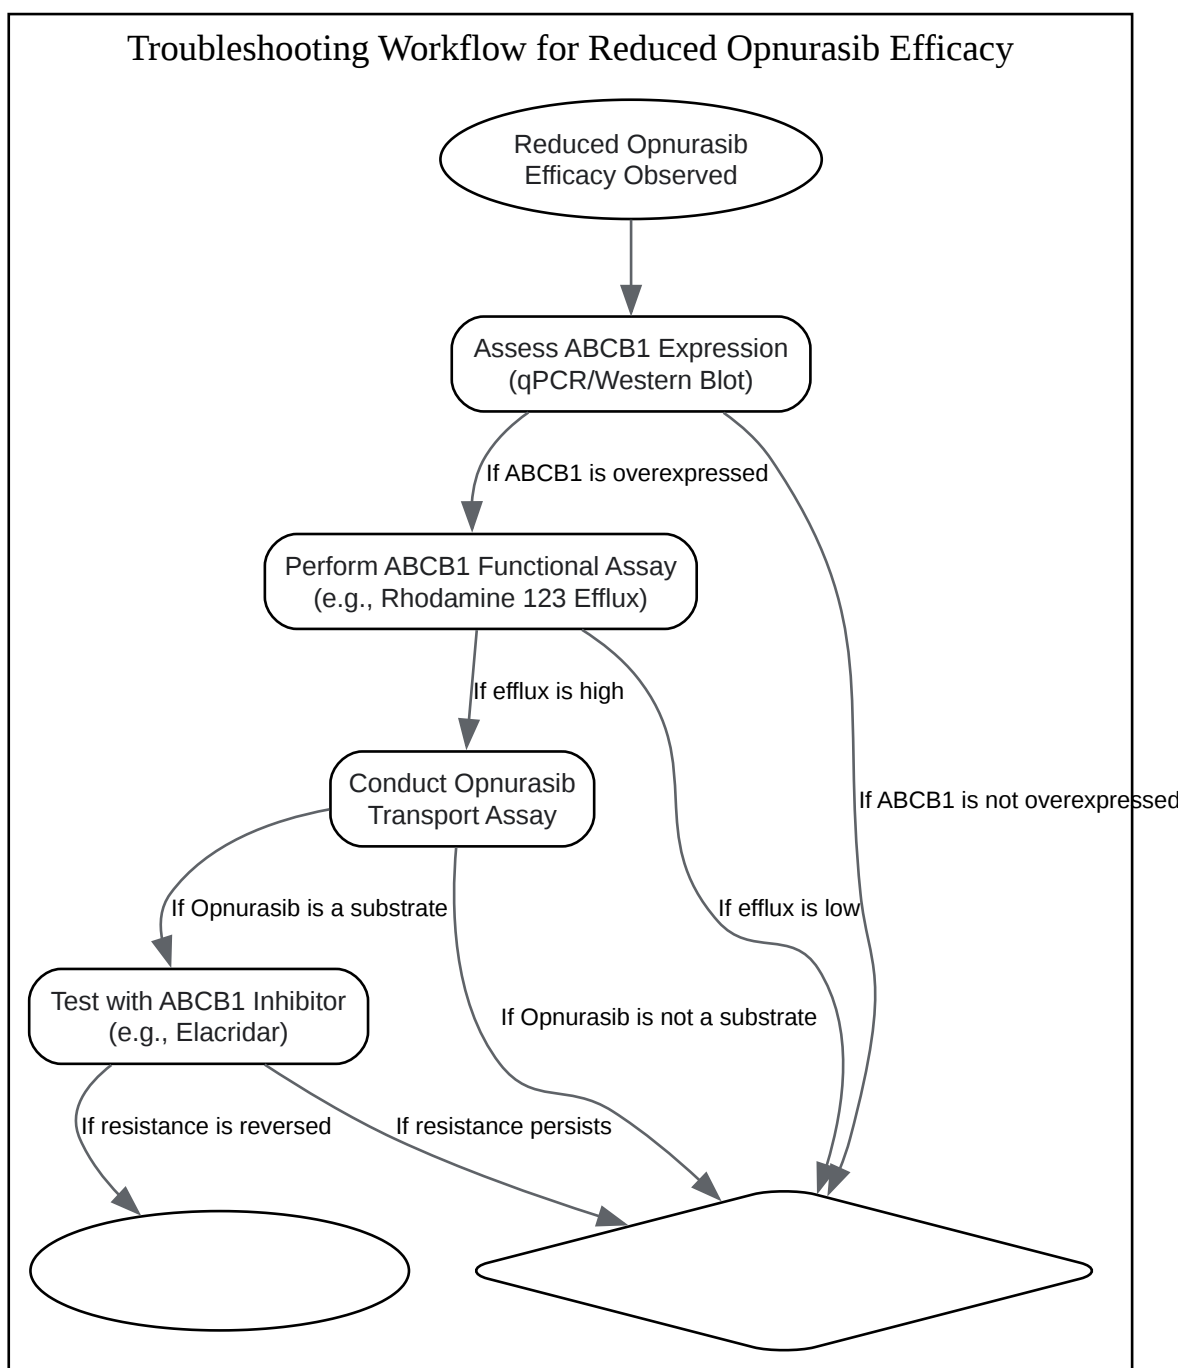 Troubleshooting Workflow for Reduced Opnurasib Efficacy
Reduced Opnurasib
Efficacy Observed
Assess ABCB1 Expression
(qPCR/Western Blot)
If ABCB1 is overexpressed
Perform ABCB1 Functional Assay
(e.g., Rhodamine 123 Efflux)
If efflux is high
Conduct Opnurasib
Transport Assay
If ABCB1 is not overexpressed
If Opnurasib is a substrate
If efflux is low
Test with ABCB1 Inhibitor
(e.g., Elacridar)
If Opnurasib is not a substrate
If resistance is reversed
If resistance persists